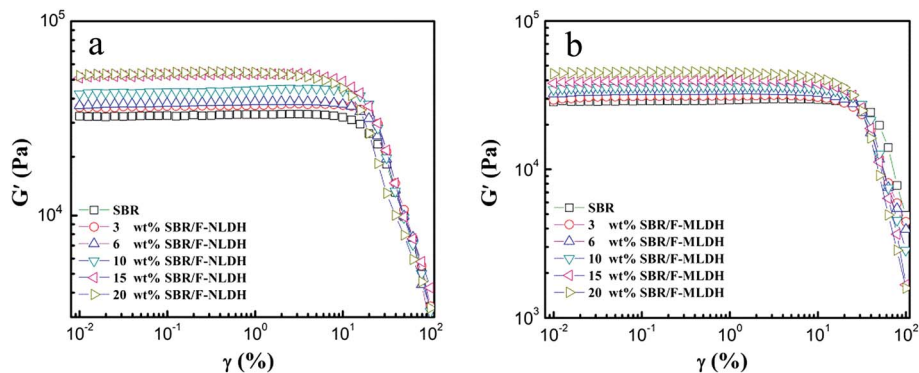 a
10⁵
10⁴
G′ (Pa)
SBR
3 wt% SBR/F-NLDH
6 wt% SBR/F-NLDH
10 wt% SBR/F-NLDH
15 wt% SBR/F-NLDH
20 wt% SBR/F-NLDH
10⁻² 10⁻¹ 10⁰ 10¹ 10²
γ (%)
b
10⁵
10⁴
10³
G′ (Pa)
SBR
3 wt% SBR/F-MLDH
6 wt% SBR/F-MLDH
10 wt% SBR/F-MLDH
15 wt% SBR/F-MLDH
20 wt% SBR/F-MLDH
10⁻² 10⁻¹ 10⁰ 10¹ 10²
γ (%)